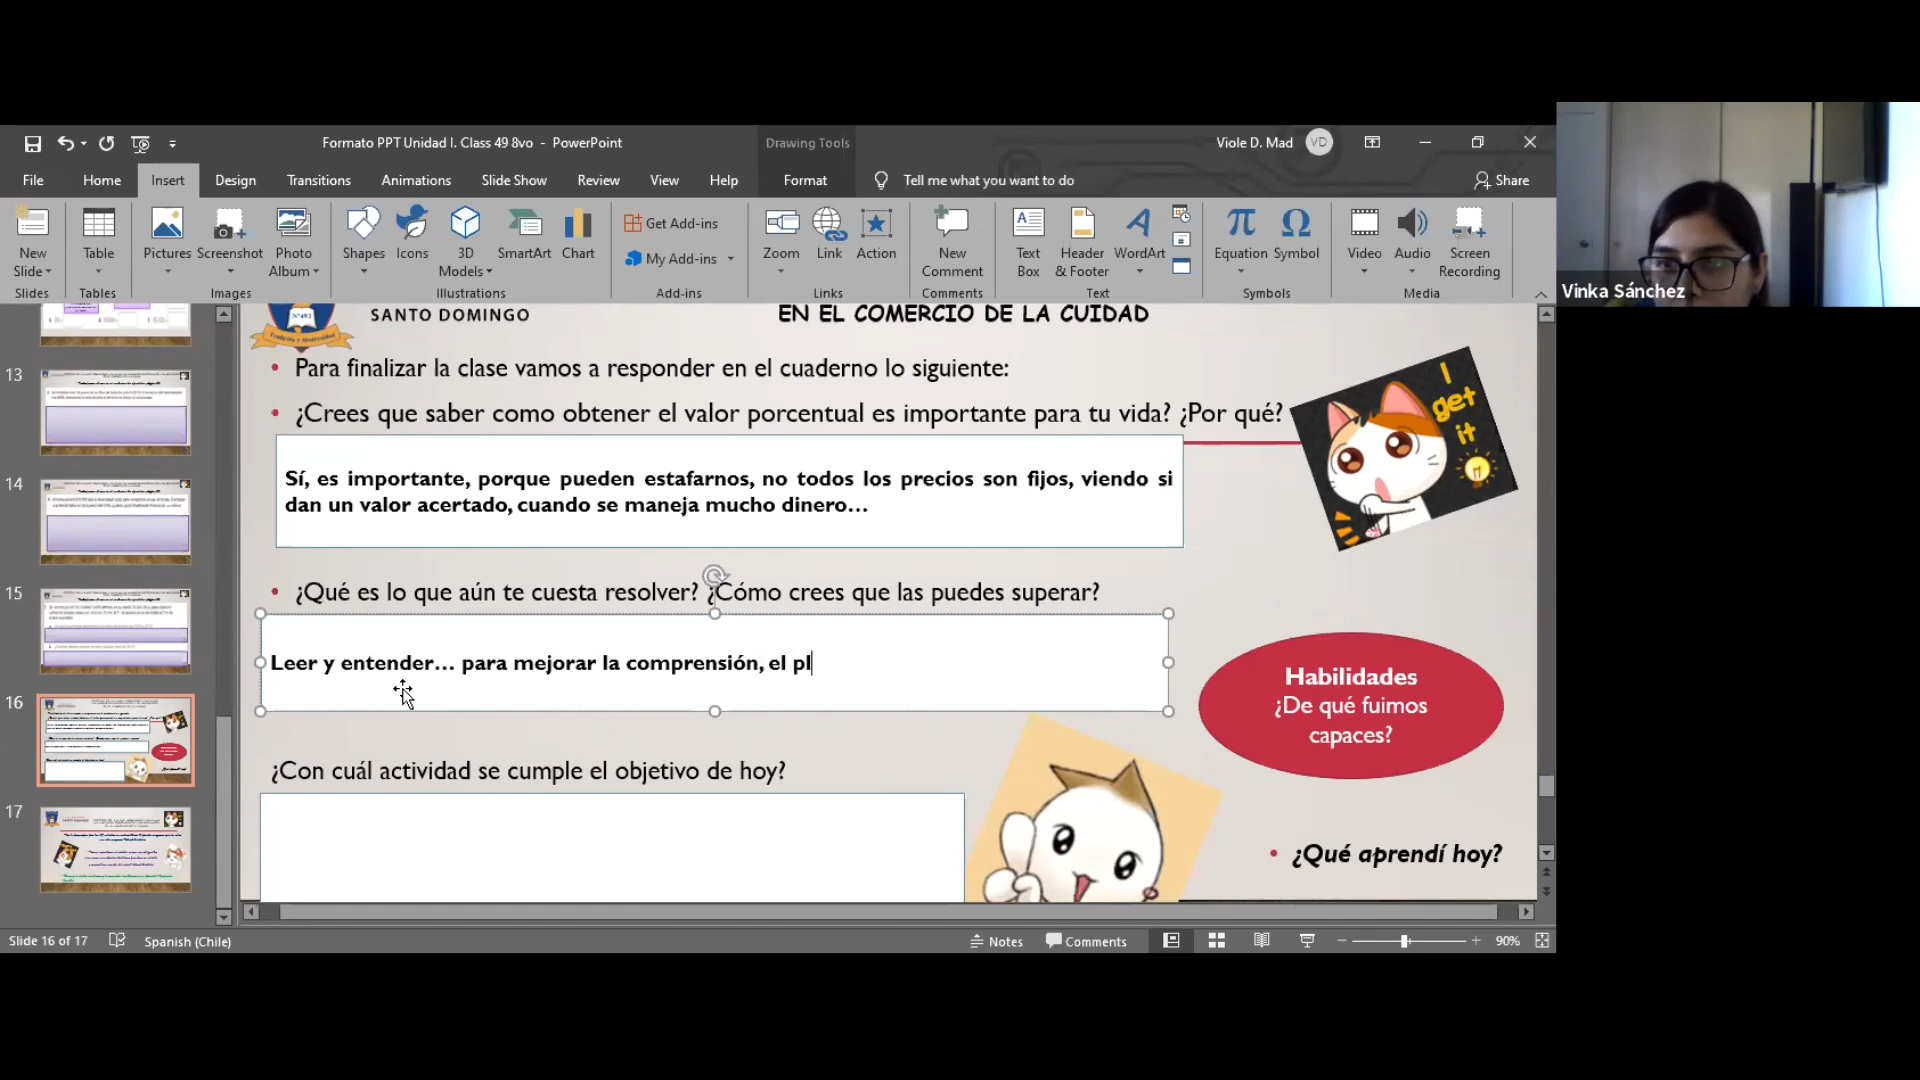 Formato PPT Unidad I. Class 49 8vo - PowerPoint
Drawing Tools
Viole D. Mad
VD
File Home Insert Design Transitions Animations Slide Show Review View Help Format Tell me what you want to do Share
New Slide
Table
Pictures
Screenshot
Photo Album
Shapes
Icons
3D Models
SmartArt
Chart
Get Add-ins
My Add-ins
Zoom
Link
Action
New Comment
Text Box
Header & Footer
WordArt
Equation
Symbol
Video
Audio
Screen Recording
Slides Tables Images Illustrations Add-ins Links Comments Text Symbols Media
Vinka Sánchez
SANTO DOMINGO
EN EL COMERCIO DE LA CUIDAD
• Para finalizar la clase vamos a responder en el cuaderno lo siguiente:
• ¿Crees que saber como obtener el valor porcentual es importante para tu vida? ¿Por qué?
I get it
Sí, es importante, porque pueden estafarnos, no todos los precios son fijos, viendo si
dan un valor acertado, cuando se maneja mucho dinero…
• ¿Qué es lo que aún te cuesta resolver? ¿Cómo crees que las puedes superar?
Leer y entender… para mejorar la comprensión, el pl
Habilidades
¿De qué fuimos
capaces?
¿Con cuál actividad se cumple el objetivo de hoy?
• ¿Qué aprendí hoy?
13
14
15
16
17
Slide 16 of 17
Spanish (Chile)
Notes
Comments
90%